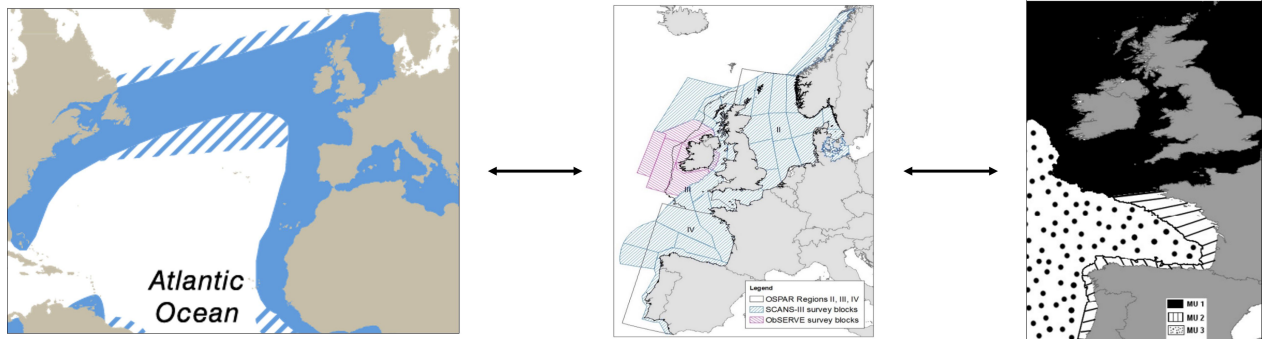 Atlantic
Ocean
II
III
IV
Legend
OSPAR Regions II, III, IV
SCANS-III survey blocks
ObSERVE survey blocks
MU 1
MU 2
MU 3